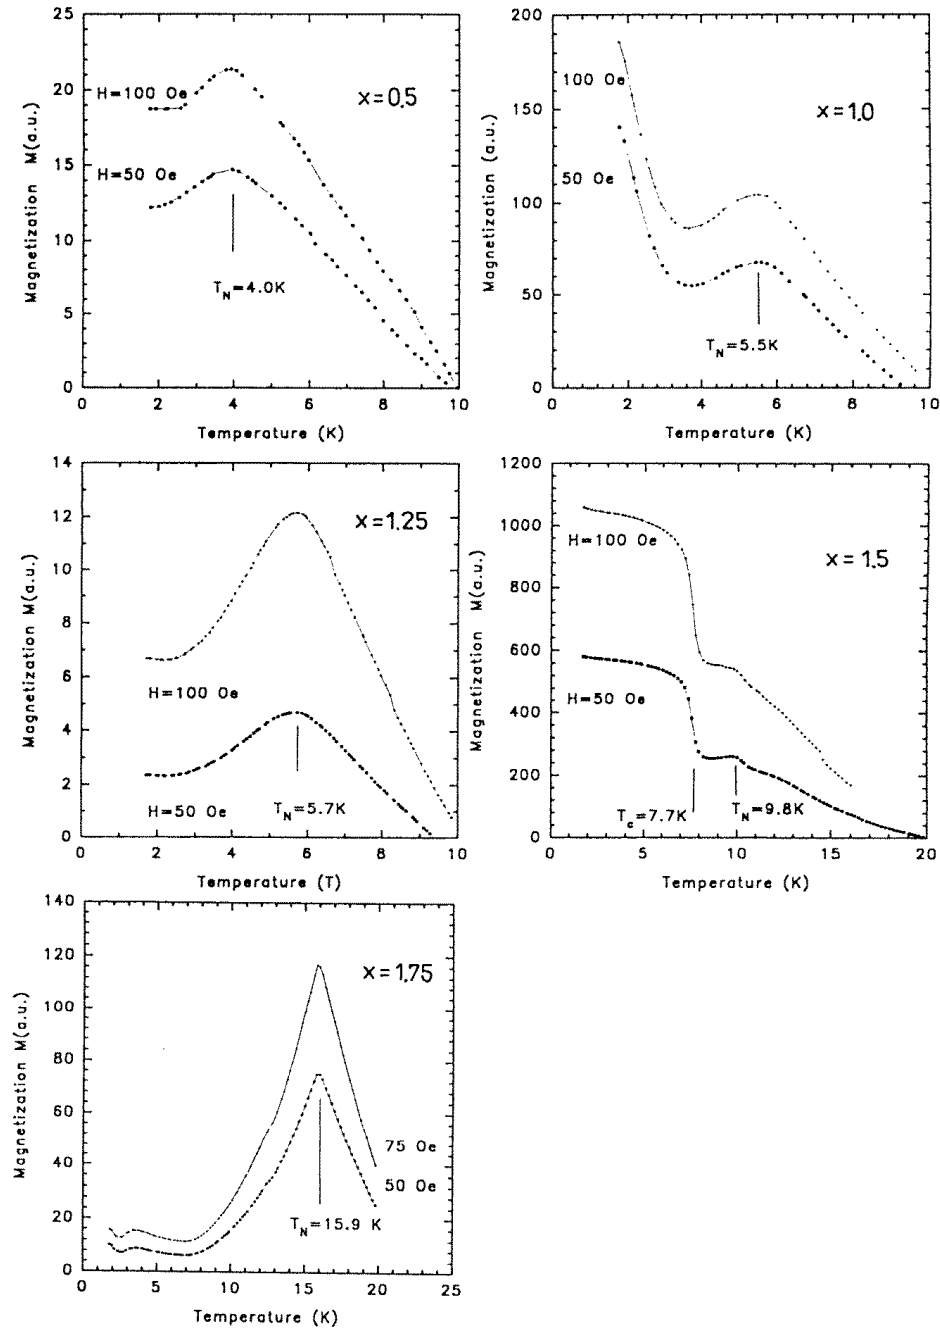 25
20
15
10
5
0
Magnetization M(a.u.)
H=100 Oe
x=0.5
H=50 Oe
T_N=4.0K
0 2 4 6 8 10
Temperature (K)
200
150
100
50
0
Magnetization (a.u.)
100 Oe
x=1.0
50 Oe
T_N=5.5K
0 2 4 6 8 10
Temperature (K)
14
12
10
8
6
4
2
0
Magnetization M(a.u.)
x=1.25
H=100 Oe
H=50 Oe
T_N=5.7K
0 2 4 6 8 10
Temperature (T)
1200
1000
800
600
400
200
0
Magnetization M(a.u.)
H=100 Oe
x=1.5
H=50 Oe
T_c=7.7K T_N=9.8K
0 5 10 15 20
Temperature (K)
140
120
100
80
60
40
20
0
Magnetization M(a.u.)
x=1.75
75 Oe
50 Oe
T_N=15.9 K
0 5 10 15 20 25
Temperature (K)